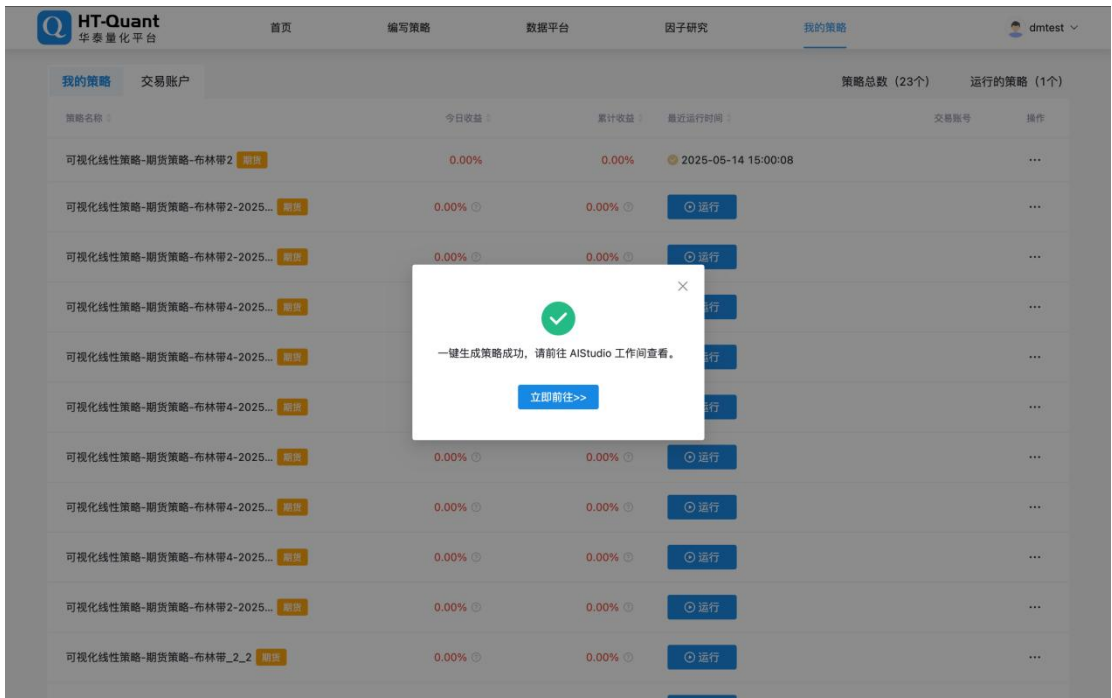 HT-Quant
华泰量化平台
首页 编写策略 数据平台 因子研究 我的策略 dmtest
我的策略 交易账户 策略总数（23个） 运行的策略（1个）
策略名称 今日收益 累计收益 最近运行时间 交易账号 操作
可视化线性策略-期货策略-布林带2 期货 0.00% 0.00% 2025-05-14 15:00:08 ...
可视化线性策略-期货策略-布林带2-2025... 期货 0.00% 0.00% 运行 ...
可视化线性策略-期货策略-布林带2-2025... 期货 0.00% 0.00% 运行 ...
可视化线性策略-期货策略-布林带4-2025... 期货 行 ...
可视化线性策略-期货策略-布林带4-2025... 期货 行 ...
可视化线性策略-期货策略-布林带4-2025... 期货 行 ...
一键生成策略成功，请前往 AIStudio 工作间查看。
立即前往>>
可视化线性策略-期货策略-布林带4-2025... 期货 0.00% 0.00% 运行 ...
可视化线性策略-期货策略-布林带4-2025... 期货 0.00% 0.00% 运行 ...
可视化线性策略-期货策略-布林带4-2025... 期货 0.00% 0.00% 运行 ...
可视化线性策略-期货策略-布林带2-2025... 期货 0.00% 0.00% 运行 ...
可视化线性策略-期货策略-布林带_2_2 期货 0.00% 0.00% 运行 ...